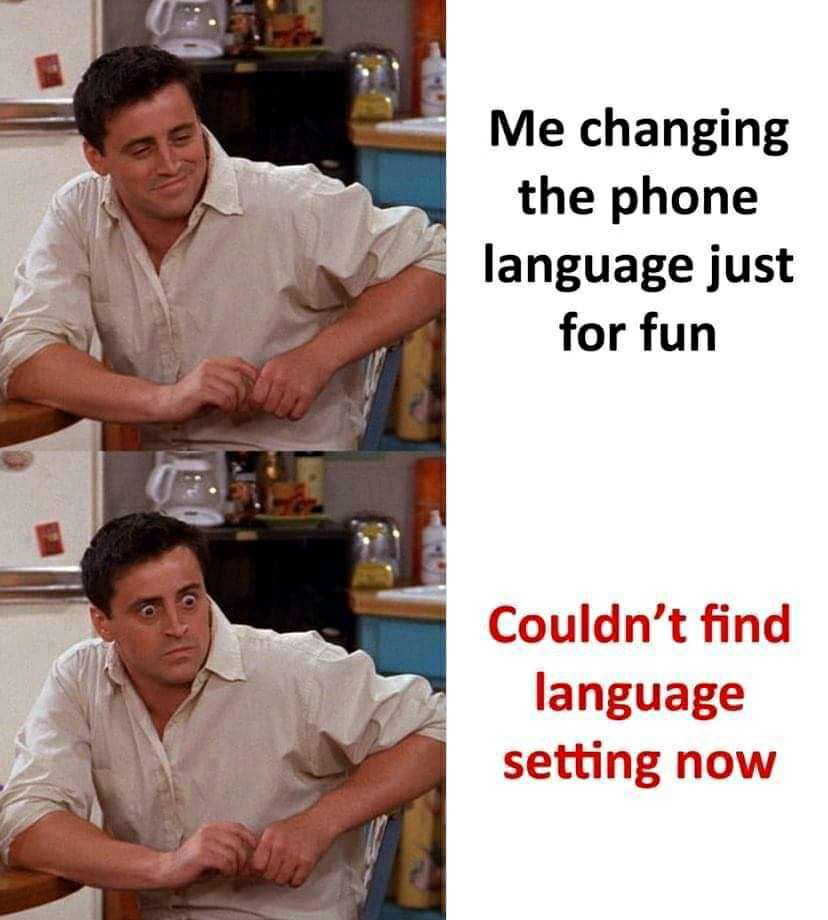 Me changing
the phone
language just
for fun
Couldn’t find
language
setting now